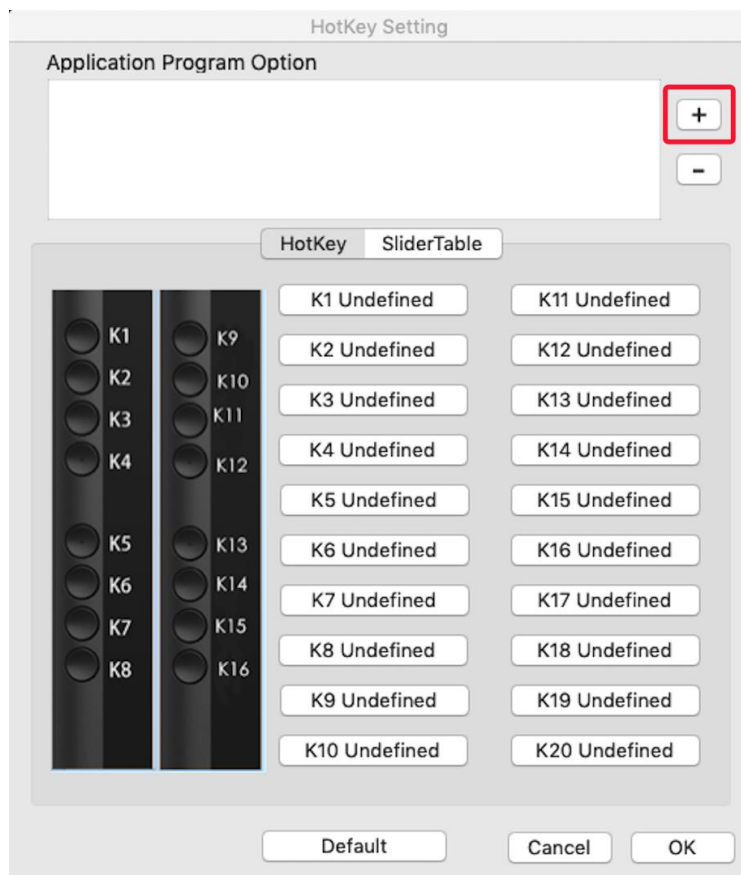 HotKey Setting
Application Program Option
+
-
HotKey SliderTable
K1 K9
K2 K10
K3 K11
K4 K12
K5 K13
K6 K14
K7 K15
K8 K16
K1 Undefined K11 Undefined
K2 Undefined K12 Undefined
K3 Undefined K13 Undefined
K4 Undefined K14 Undefined
K5 Undefined K15 Undefined
K6 Undefined K16 Undefined
K7 Undefined K17 Undefined
K8 Undefined K18 Undefined
K9 Undefined K19 Undefined
K10 Undefined K20 Undefined
Default Cancel OK